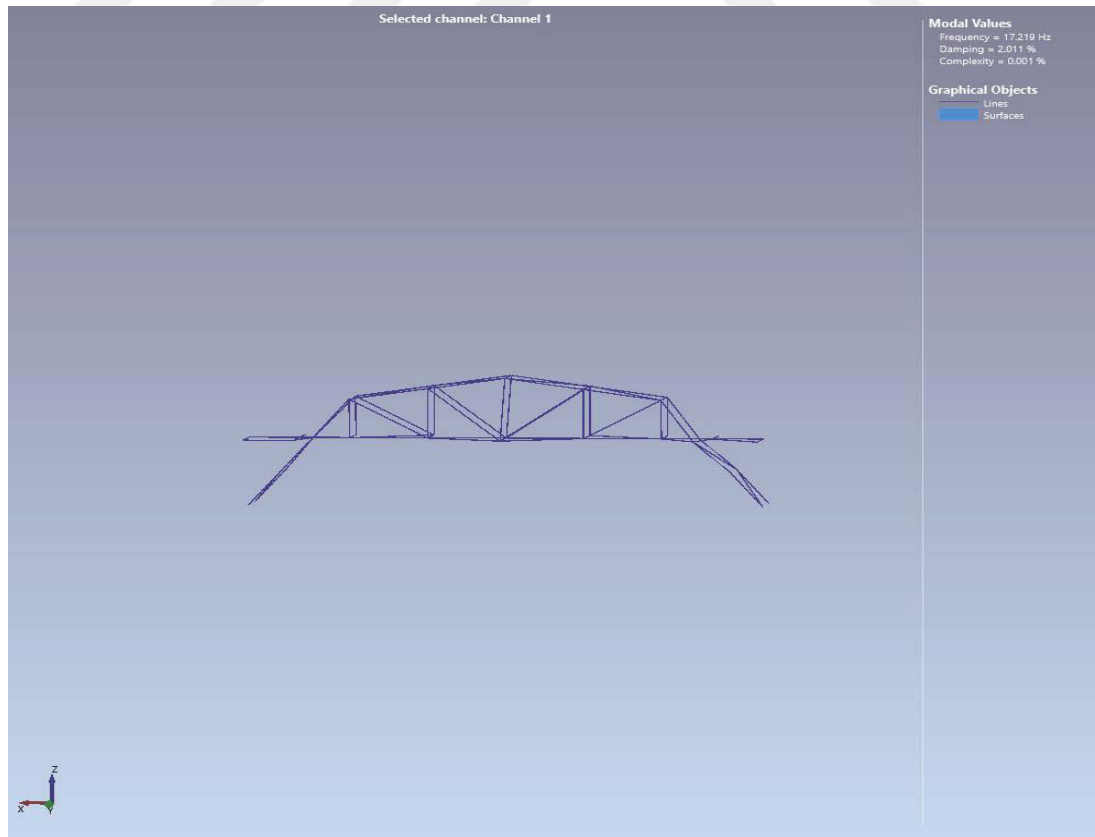 Selected channel: Channel 1
Modal Values
Frequency = 17.219 Hz
Damping = 2.011 %
Complexity = 0.001 %
Graphical Objects
Lines
Surfaces
Z
X
Y